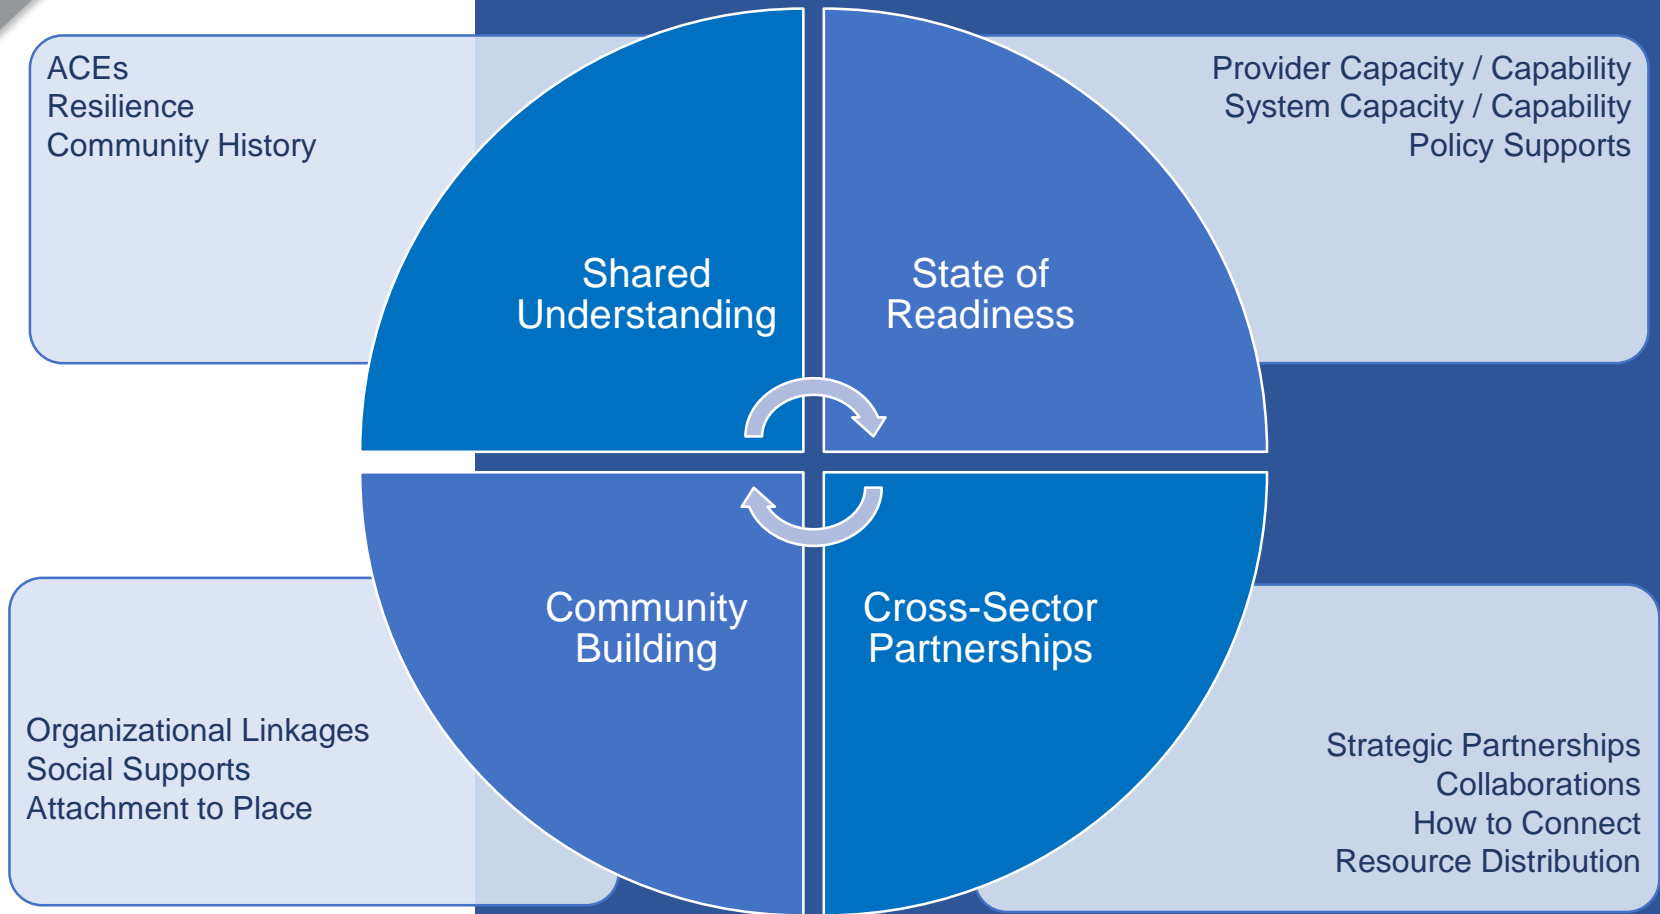 ACEs
Resilience
Community History
Provider Capacity / Capability
System Capacity / Capability
Policy Supports
Shared
Understanding
State of
Readiness
Community
Building
Cross-Sector
Partnerships
Organizational Linkages
Social Supports
Attachment to Place
Strategic Partnerships
Collaborations
How to Connect
Resource Distribution